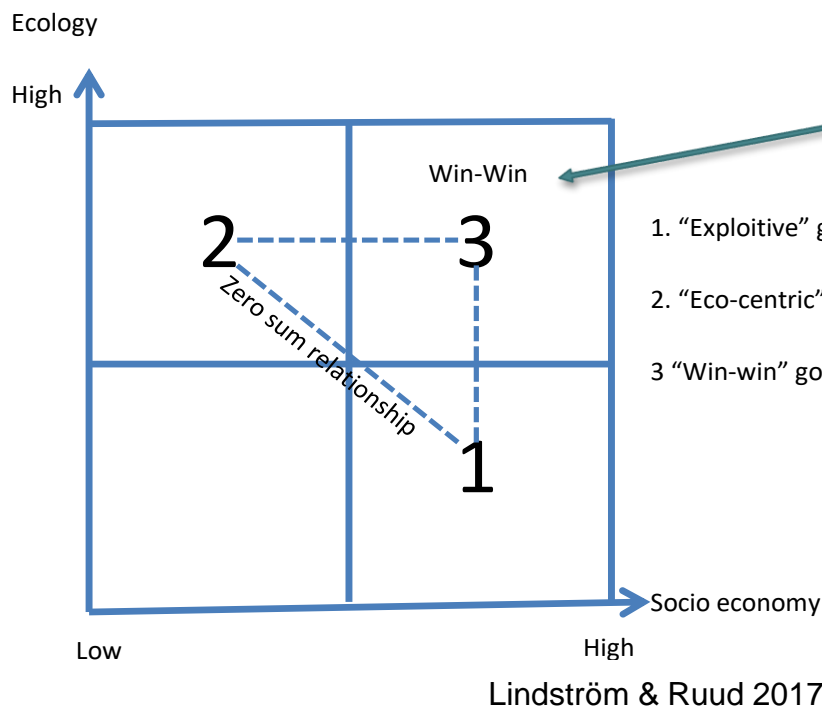 Ecology
High
Win-Win
2
3
1. “Exploitive” g
Zero sum relationship
2. “Eco-centric”
3 “Win-win” go
1
Socio economy
Low
High
Lindström & Ruud 2017